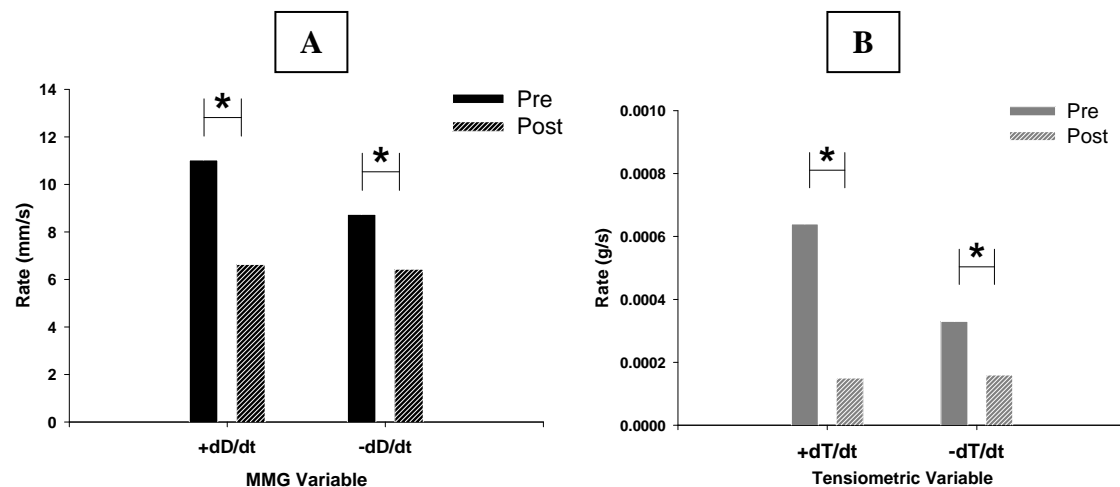 A
B
Pre
Post
*
*
14
12
10
8
6
4
2
0
Rate (mm/s)
+dD/dt
-dD/dt
MMG Variable
Pre
Post
*
*
0.0010
0.0008
0.0006
0.0004
0.0002
0.0000
Rate (g/s)
+dT/dt
-dT/dt
Tensiometric Variable